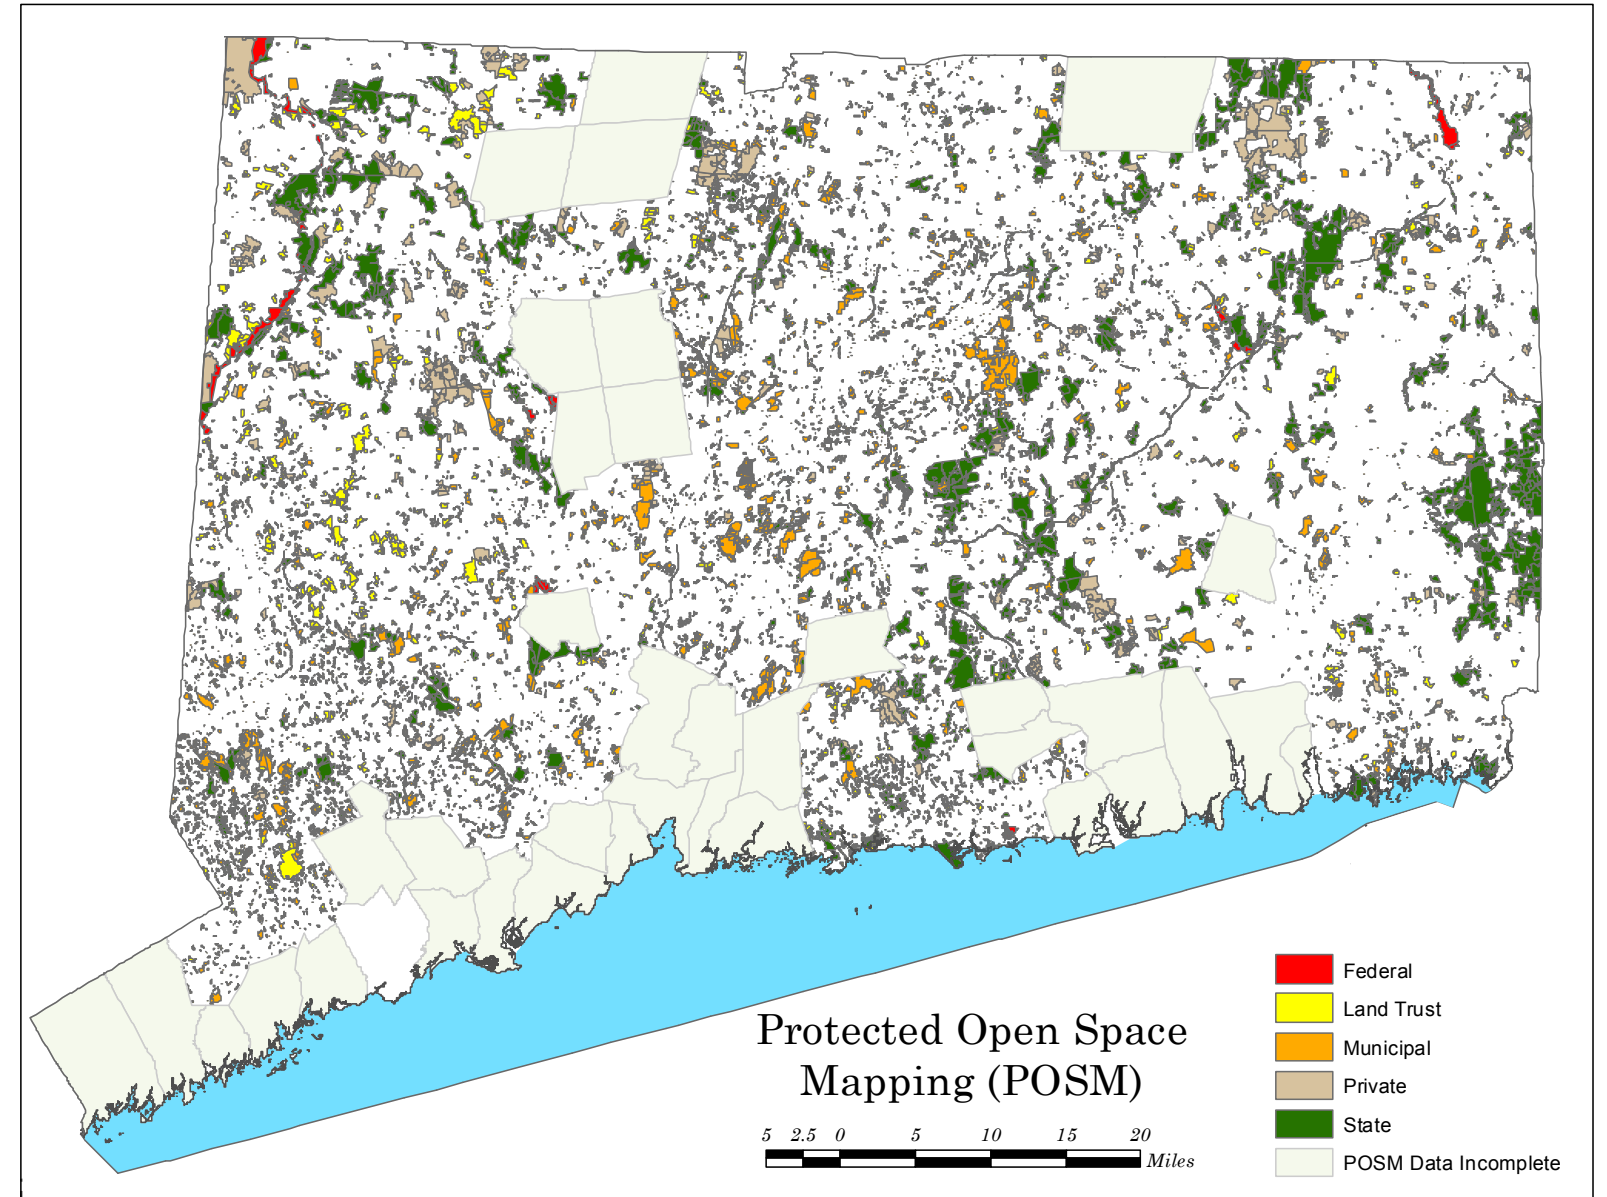 Protected Open Space
Mapping (POSM)
5 2.5 0 5 10 15 20
Miles
Federal
Land Trust
Municipal
Private
State
POSM Data Incomplete